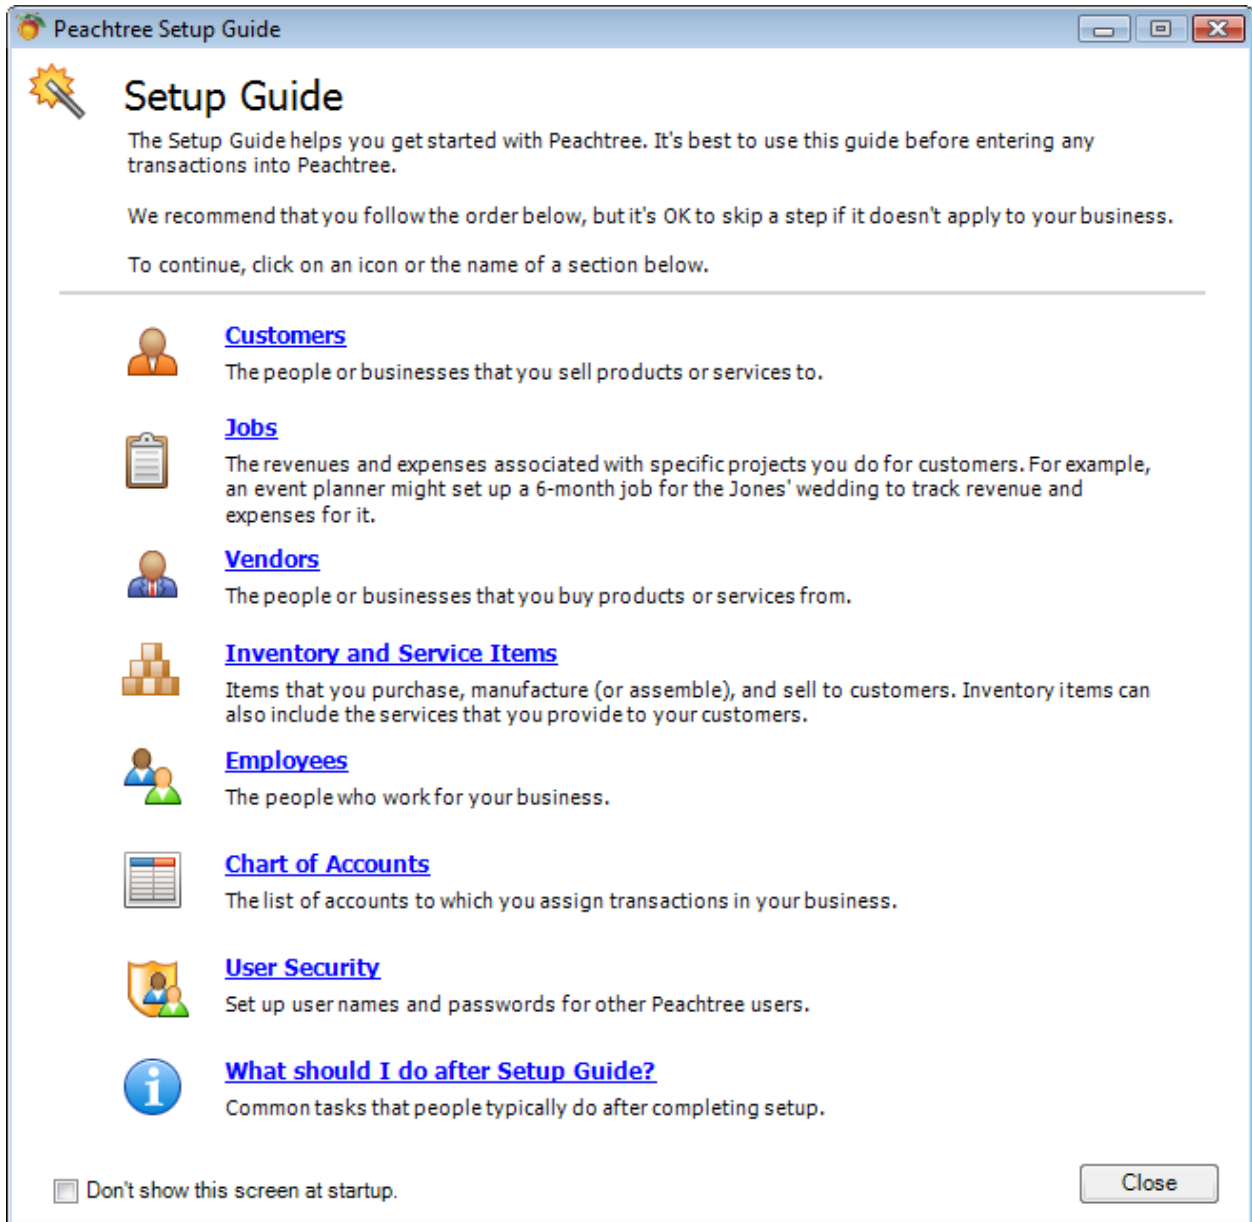 Peachtree Setup Guide
Setup Guide
The Setup Guide helps you get started with Peachtree. It's best to use this guide before entering any
transactions into Peachtree.
We recommend that you follow the order below, but it's OK to skip a step if it doesn't apply to your business.
To continue, click on an icon or the name of a section below.
Customers
The people or businesses that you sell products or services to.
Jobs
The revenues and expenses associated with specific projects you do for customers. For example,
an event planner might set up a 6-month job for the Jones' wedding to track revenue and
expenses for it.
Vendors
The people or businesses that you buy products or services from.
Inventory and Service Items
Items that you purchase, manufacture (or assemble), and sell to customers. Inventory items can
also include the services that you provide to your customers.
Employees
The people who work for your business.
Chart of Accounts
The list of accounts to which you assign transactions in your business.
User Security
Set up user names and passwords for other Peachtree users.
What should I do after Setup Guide?
Common tasks that people typically do after completing setup.
Don't show this screen at startup.
Close